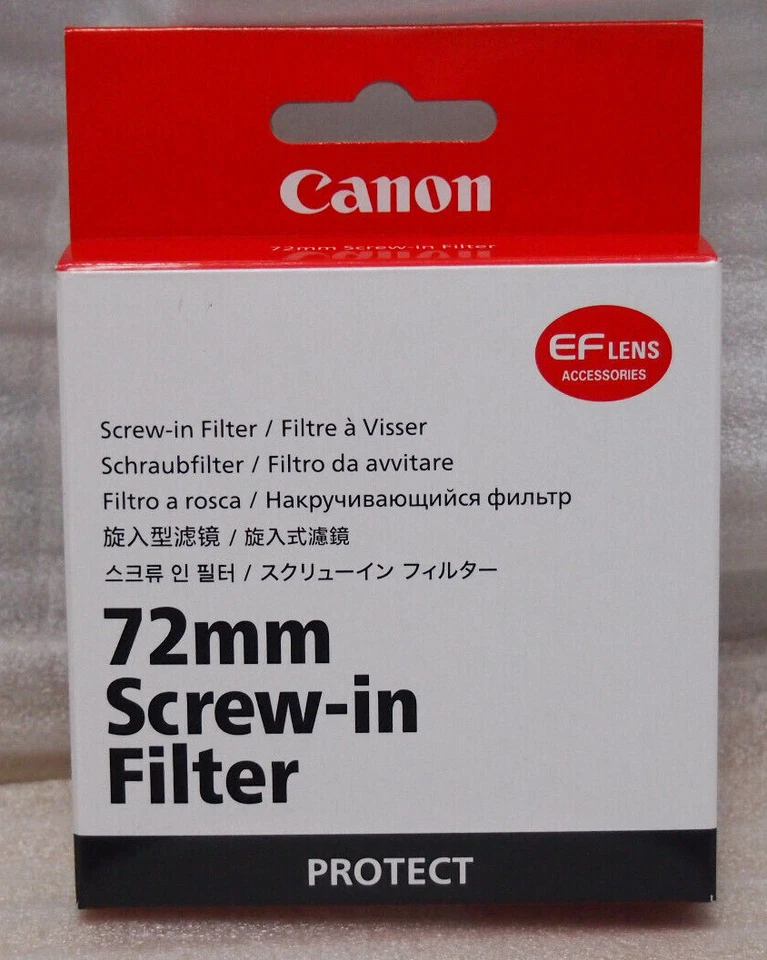 Canon
72mm Screw-in Filter
EF LENS
ACCESSORIES
Screw-in Filter / Filtre à Visser
Schraubfilter / Filtro da avvitare
Filtro a rosca / Накручивающийся фильтр
旋入型滤镜 / 旋入式濾鏡
스크류 인 필터 / スクリューイン フィルター
72mm
Screw-in
Filter
PROTECT